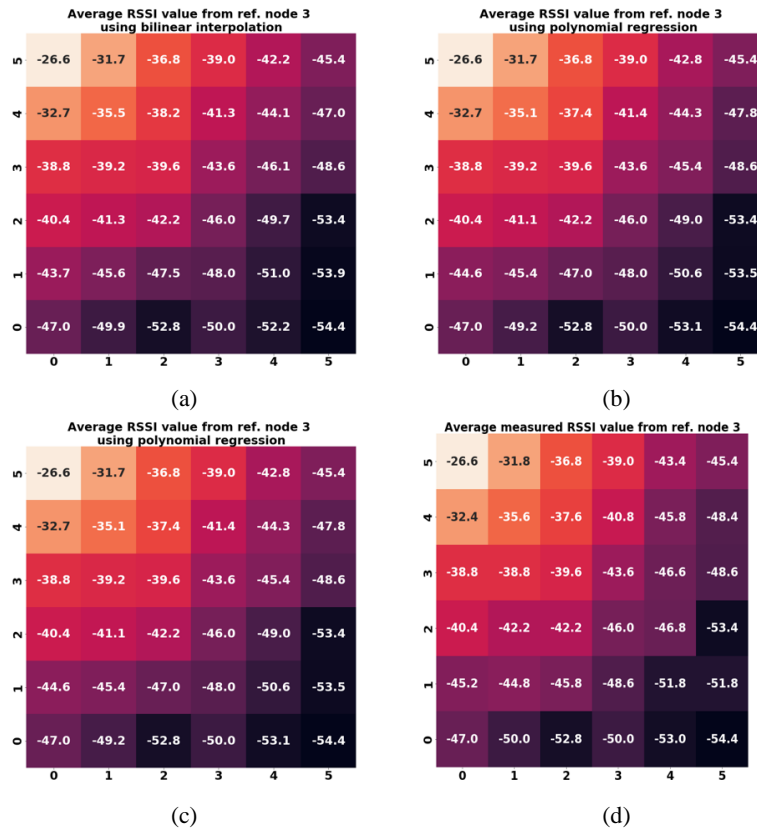 Average RSSI value from ref. node 3
using bilinear interpolation
5 -26.6 -31.7 -36.8 -39.0 -42.2 -45.4
4 -32.7 -35.5 -38.2 -41.3 -44.1 -47.0
3 -38.8 -39.2 -39.6 -43.6 -46.1 -48.6
2 -40.4 -41.3 -42.2 -46.0 -49.7 -53.4
1 -43.7 -45.6 -47.5 -48.0 -51.0 -53.9
0 -47.0 -49.9 -52.8 -50.0 -52.2 -54.4
0 1 2 3 4 5
(a)
Average RSSI value from ref. node 3
using polynomial regression
5 -26.6 -31.7 -36.8 -39.0 -42.8 -45.4
4 -32.7 -35.1 -37.4 -41.4 -44.3 -47.8
3 -38.8 -39.2 -39.6 -43.6 -45.4 -48.6
2 -40.4 -41.1 -42.2 -46.0 -49.0 -53.4
1 -44.6 -45.4 -47.0 -48.0 -50.6 -53.5
0 -47.0 -49.2 -52.8 -50.0 -53.1 -54.4
0 1 2 3 4 5
(b)
Average RSSI value from ref. node 3
using polynomial regression
5 -26.6 -31.7 -36.8 -39.0 -42.8 -45.4
4 -32.7 -35.1 -37.4 -41.4 -44.3 -47.8
3 -38.8 -39.2 -39.6 -43.6 -45.4 -48.6
2 -40.4 -41.1 -42.2 -46.0 -49.0 -53.4
1 -44.6 -45.4 -47.0 -48.0 -50.6 -53.5
0 -47.0 -49.2 -52.8 -50.0 -53.1 -54.4
0 1 2 3 4 5
(c)
Average measured RSSI value from ref. node 3
5 -26.6 -31.8 -36.8 -39.0 -43.4 -45.4
4 -32.4 -35.6 -37.6 -40.8 -45.8 -48.4
3 -38.8 -38.8 -39.6 -43.6 -46.6 -48.6
2 -40.4 -42.2 -42.2 -46.0 -46.8 -53.4
1 -45.2 -44.8 -45.8 -48.6 -51.8 -51.8
0 -47.0 -50.0 -52.8 -50.0 -53.0 -54.4
0 1 2 3 4 5
(d)